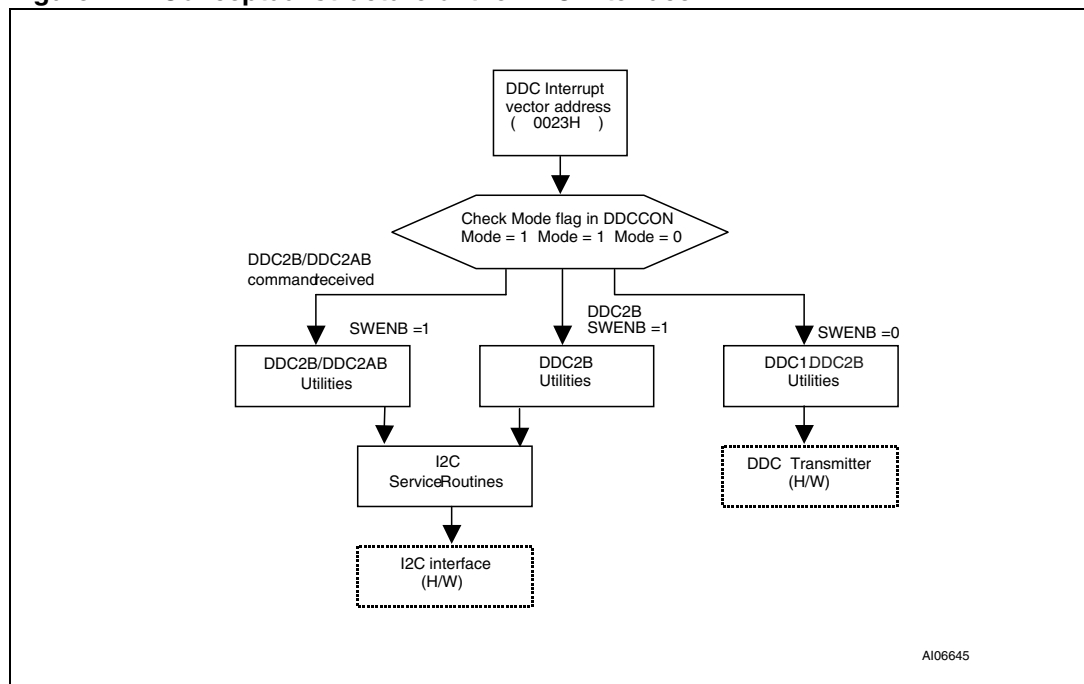 DDC Interrupt
vector address
( 0023H )
Check Mode flag in DDCCON
Mode = 1 Mode = 1 Mode = 0
DDC2B/DDC2AB
commandreceived
SWENB =1
DDC2B
SWENB =1
SWENB =0
DDC2B/DDC2AB
Utilities
DDC2B
Utilities
DDC1DDC2B
Utilities
I2C
ServiceRoutines
DDC Transmitter
(H/W)
I2C interface
(H/W)
AI06645